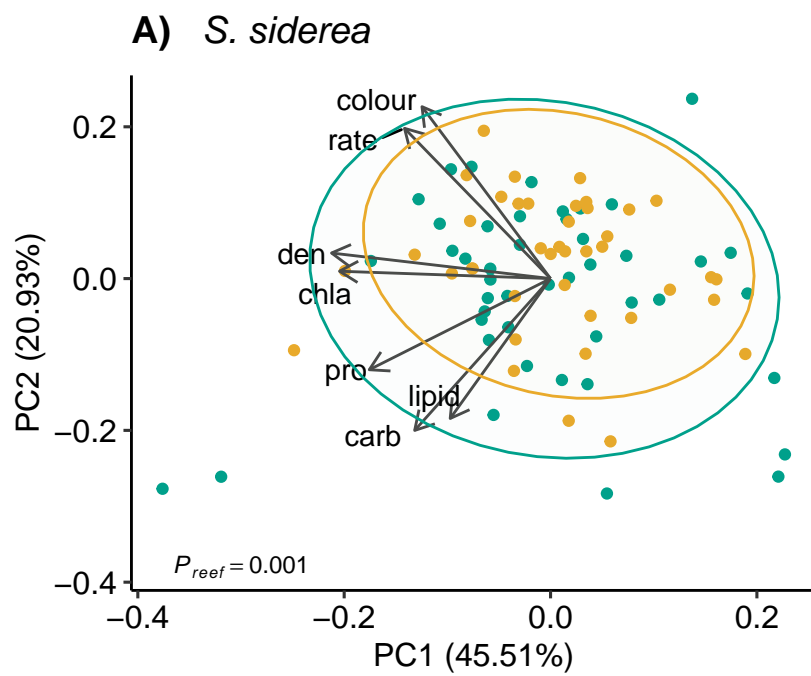 A) S. siderea
colour
0.2
rate
den
0.0
chla
pro
lipid
−0.2
carb
PC2 (20.93%)
P reef = 0.001
−0.4
−0.4 −0.2 0.0 0.2
PC1 (45.51%)